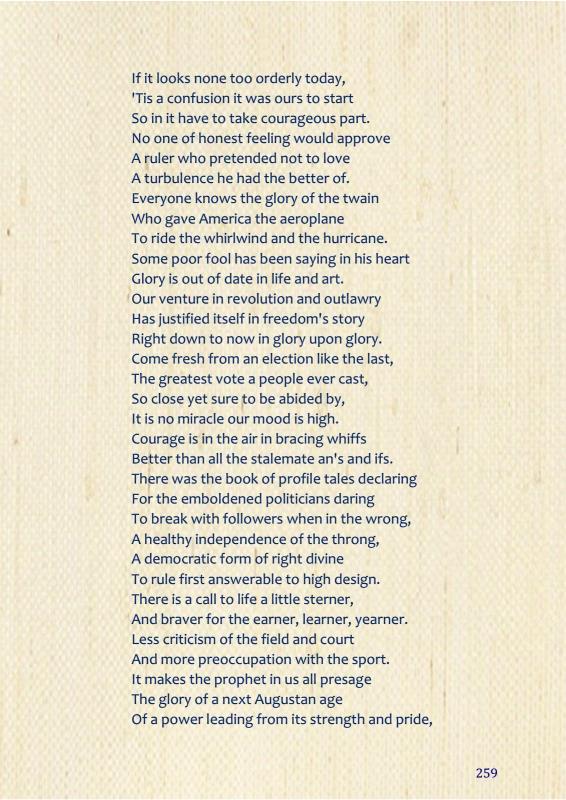 If it looks none too orderly today,
'Tis a confusion it was ours to start
So in it have to take courageous part.
No one of honest feeling would approve
A ruler who pretended not to love
A turbulence he had the better of.
Everyone knows the glory of the twain
Who gave America the aeroplane
To ride the whirlwind and the hurricane.
Some poor fool has been saying in his heart
Glory is out of date in life and art.
Our venture in revolution and outlawry
Has justified itself in freedom's story
Right down to now in glory upon glory.
Come fresh from an election like the last,
The greatest vote a people ever cast,
So close yet sure to be abided by,
It is no miracle our mood is high.
Courage is in the air in bracing whiffs
Better than all the stalemate an's and ifs.
There was the book of profile tales declaring
For the emboldened politicians daring
To break with followers when in the wrong,
A healthy independence of the throng,
A democratic form of right divine
To rule first answerable to high design.
There is a call to life a little sterner,
And braver for the earner, learner, yearner.
Less criticism of the field and court
And more preoccupation with the sport.
It makes the prophet in us all presage
The glory of a next Augustan age
Of a power leading from its strength and pride,
259